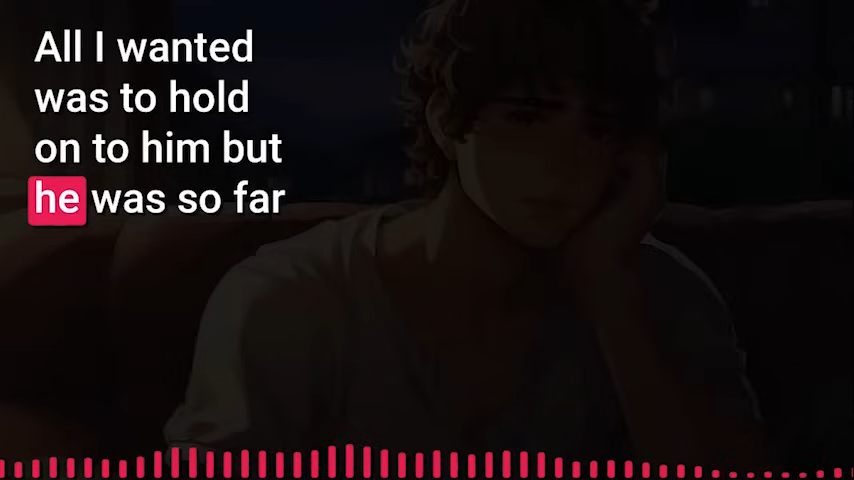 All I wanted
was to hold
on to him but
he was so far